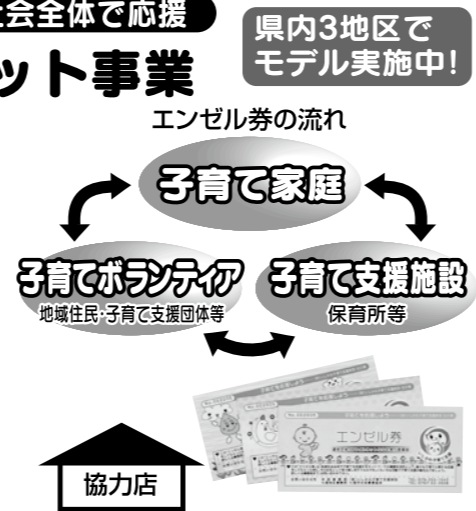 社会全体で応援
ット事業
県内3地区で
モデル実施中!
エンゼル券の流れ
子育て家庭
子育てボランティア
地域住民・子育て支援団体等
子育て支援施設
保育所等
エンゼル券
協力店